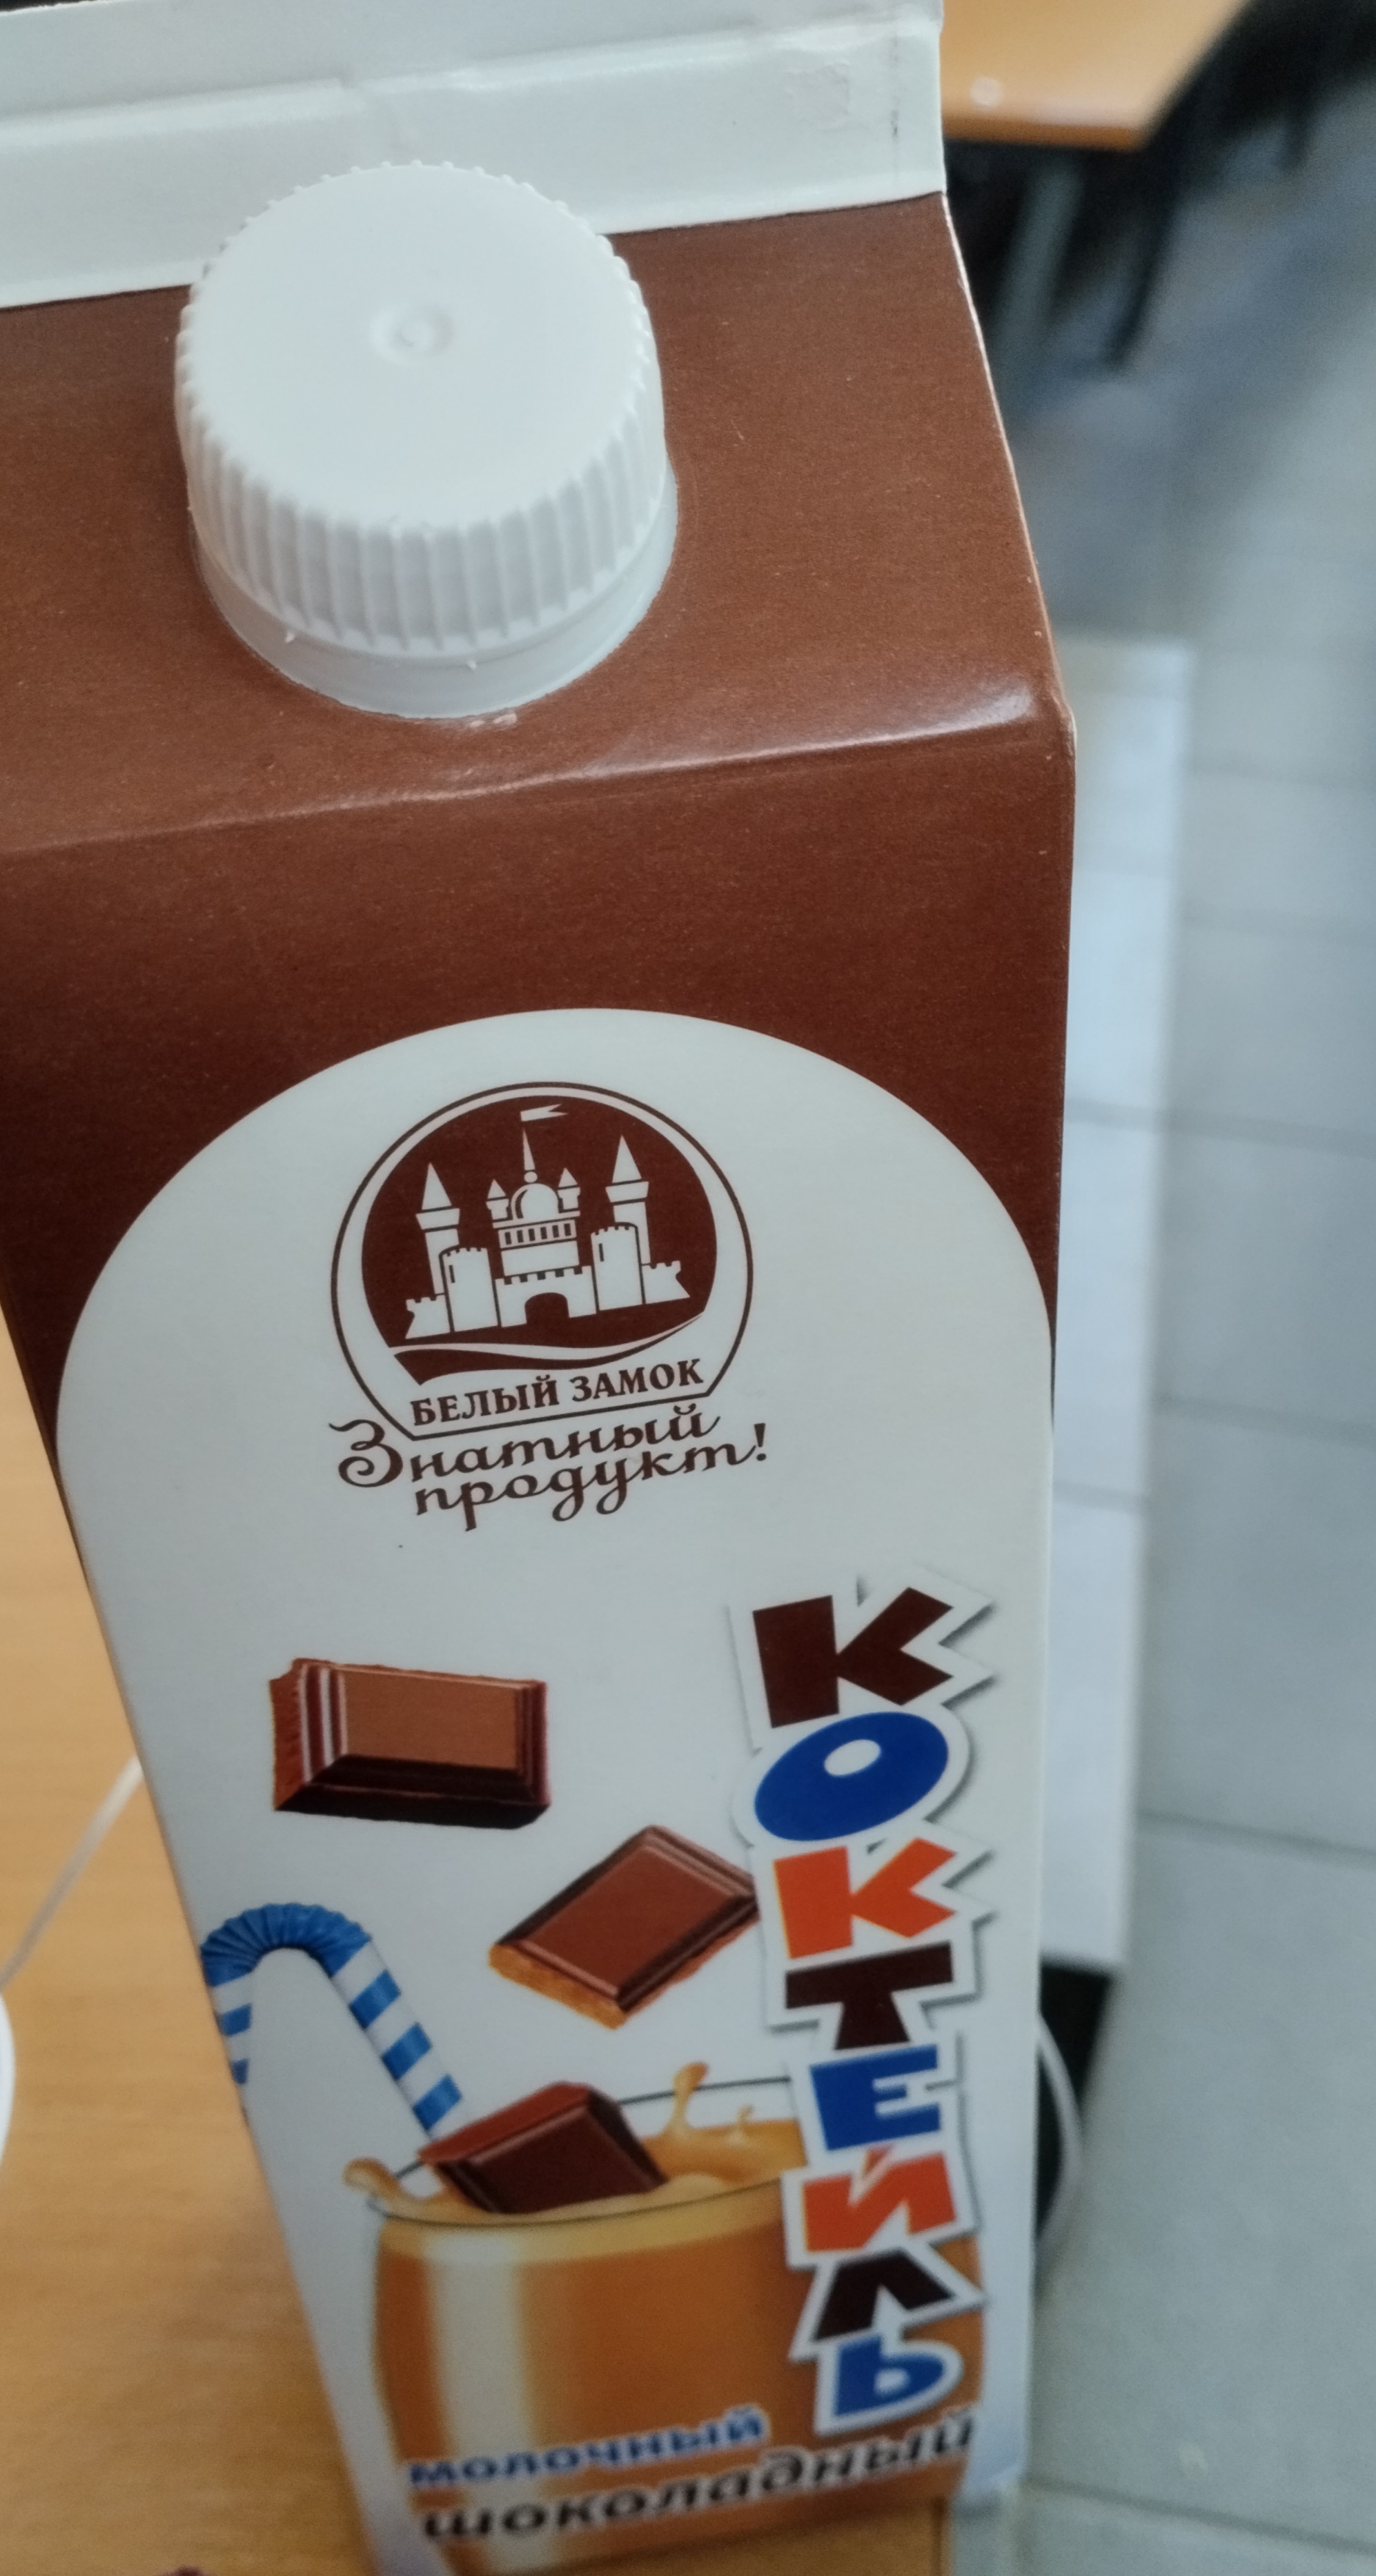 БЕЛЫЙ ЗАМОК
Знатный
продукт!
КОКТЕЙЛЬ
молочный
шоколадный